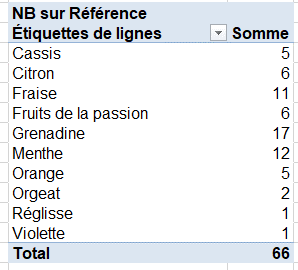 NB sur Référence
Étiquettes de lignes Somme
Cassis 5
Citron 6
Fraise 11
Fruits de la passion 6
Grenadine 17
Menthe 12
Orange 5
Orgeat 2
Réglisse 1
Violette 1
Total 66